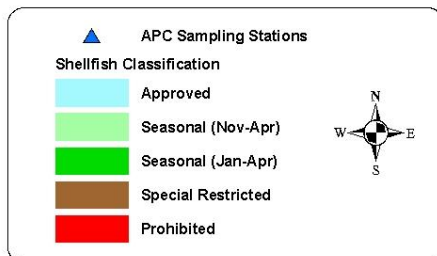 APC Sampling Stations
Shellfish Classification
Approved
Seasonal (Nov-Apr)
Seasonal (Jan-Apr)
Special Restricted
Prohibited
N
W E
S